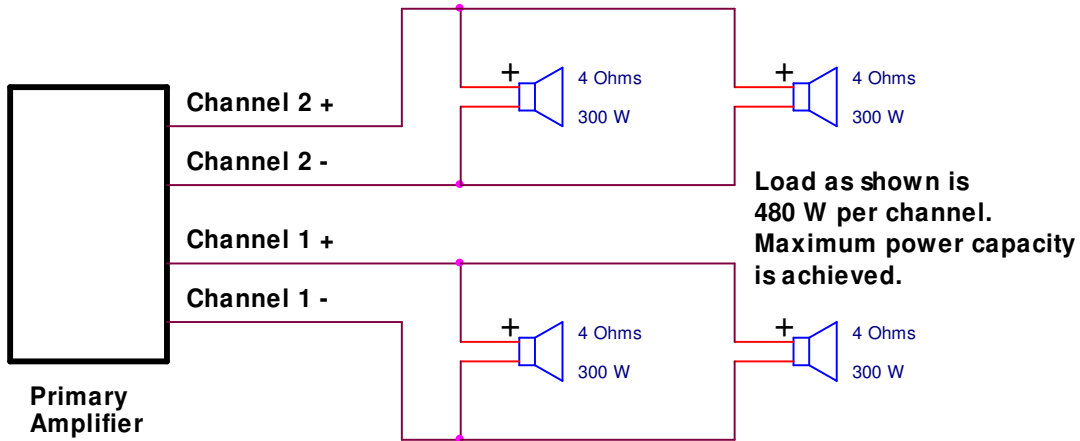 Channel 2 +
Channel 2 -
Channel 1 +
Channel 1 -
Primary
Amplifier
+
4 Ohms
300 W
+
4 Ohms
300 W
Load as shown is
480 W per channel.
Maximum power capacity
is achieved.
+
4 Ohms
300 W
+
4 Ohms
300 W